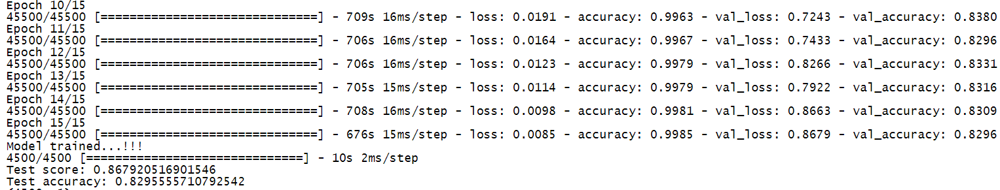 Epoch 10/15
45500/45500 [==============================] - 709s 16ms/step - loss: 0.0191 - accuracy: 0.9963 - val_loss: 0.7243 - val_accuracy: 0.8380
Epoch 11/15
45500/45500 [==============================] - 706s 16ms/step - loss: 0.0164 - accuracy: 0.9967 - val_loss: 0.7433 - val_accuracy: 0.8296
Epoch 12/15
45500/45500 [==============================] - 706s 16ms/step - loss: 0.0123 - accuracy: 0.9979 - val_loss: 0.8266 - val_accuracy: 0.8331
Epoch 13/15
45500/45500 [==============================] - 705s 15ms/step - loss: 0.0114 - accuracy: 0.9979 - val_loss: 0.7922 - val_accuracy: 0.8316
Epoch 14/15
45500/45500 [==============================] - 708s 16ms/step - loss: 0.0098 - accuracy: 0.9981 - val_loss: 0.8663 - val_accuracy: 0.8309
Epoch 15/15
45500/45500 [==============================] - 676s 15ms/step - loss: 0.0085 - accuracy: 0.9985 - val_loss: 0.8679 - val_accuracy: 0.8296
Model trained...!!!
4500/4500 [==============================] - 10s 2ms/step
Test score: 0.867920516901546
Test accuracy: 0.8295555710792542